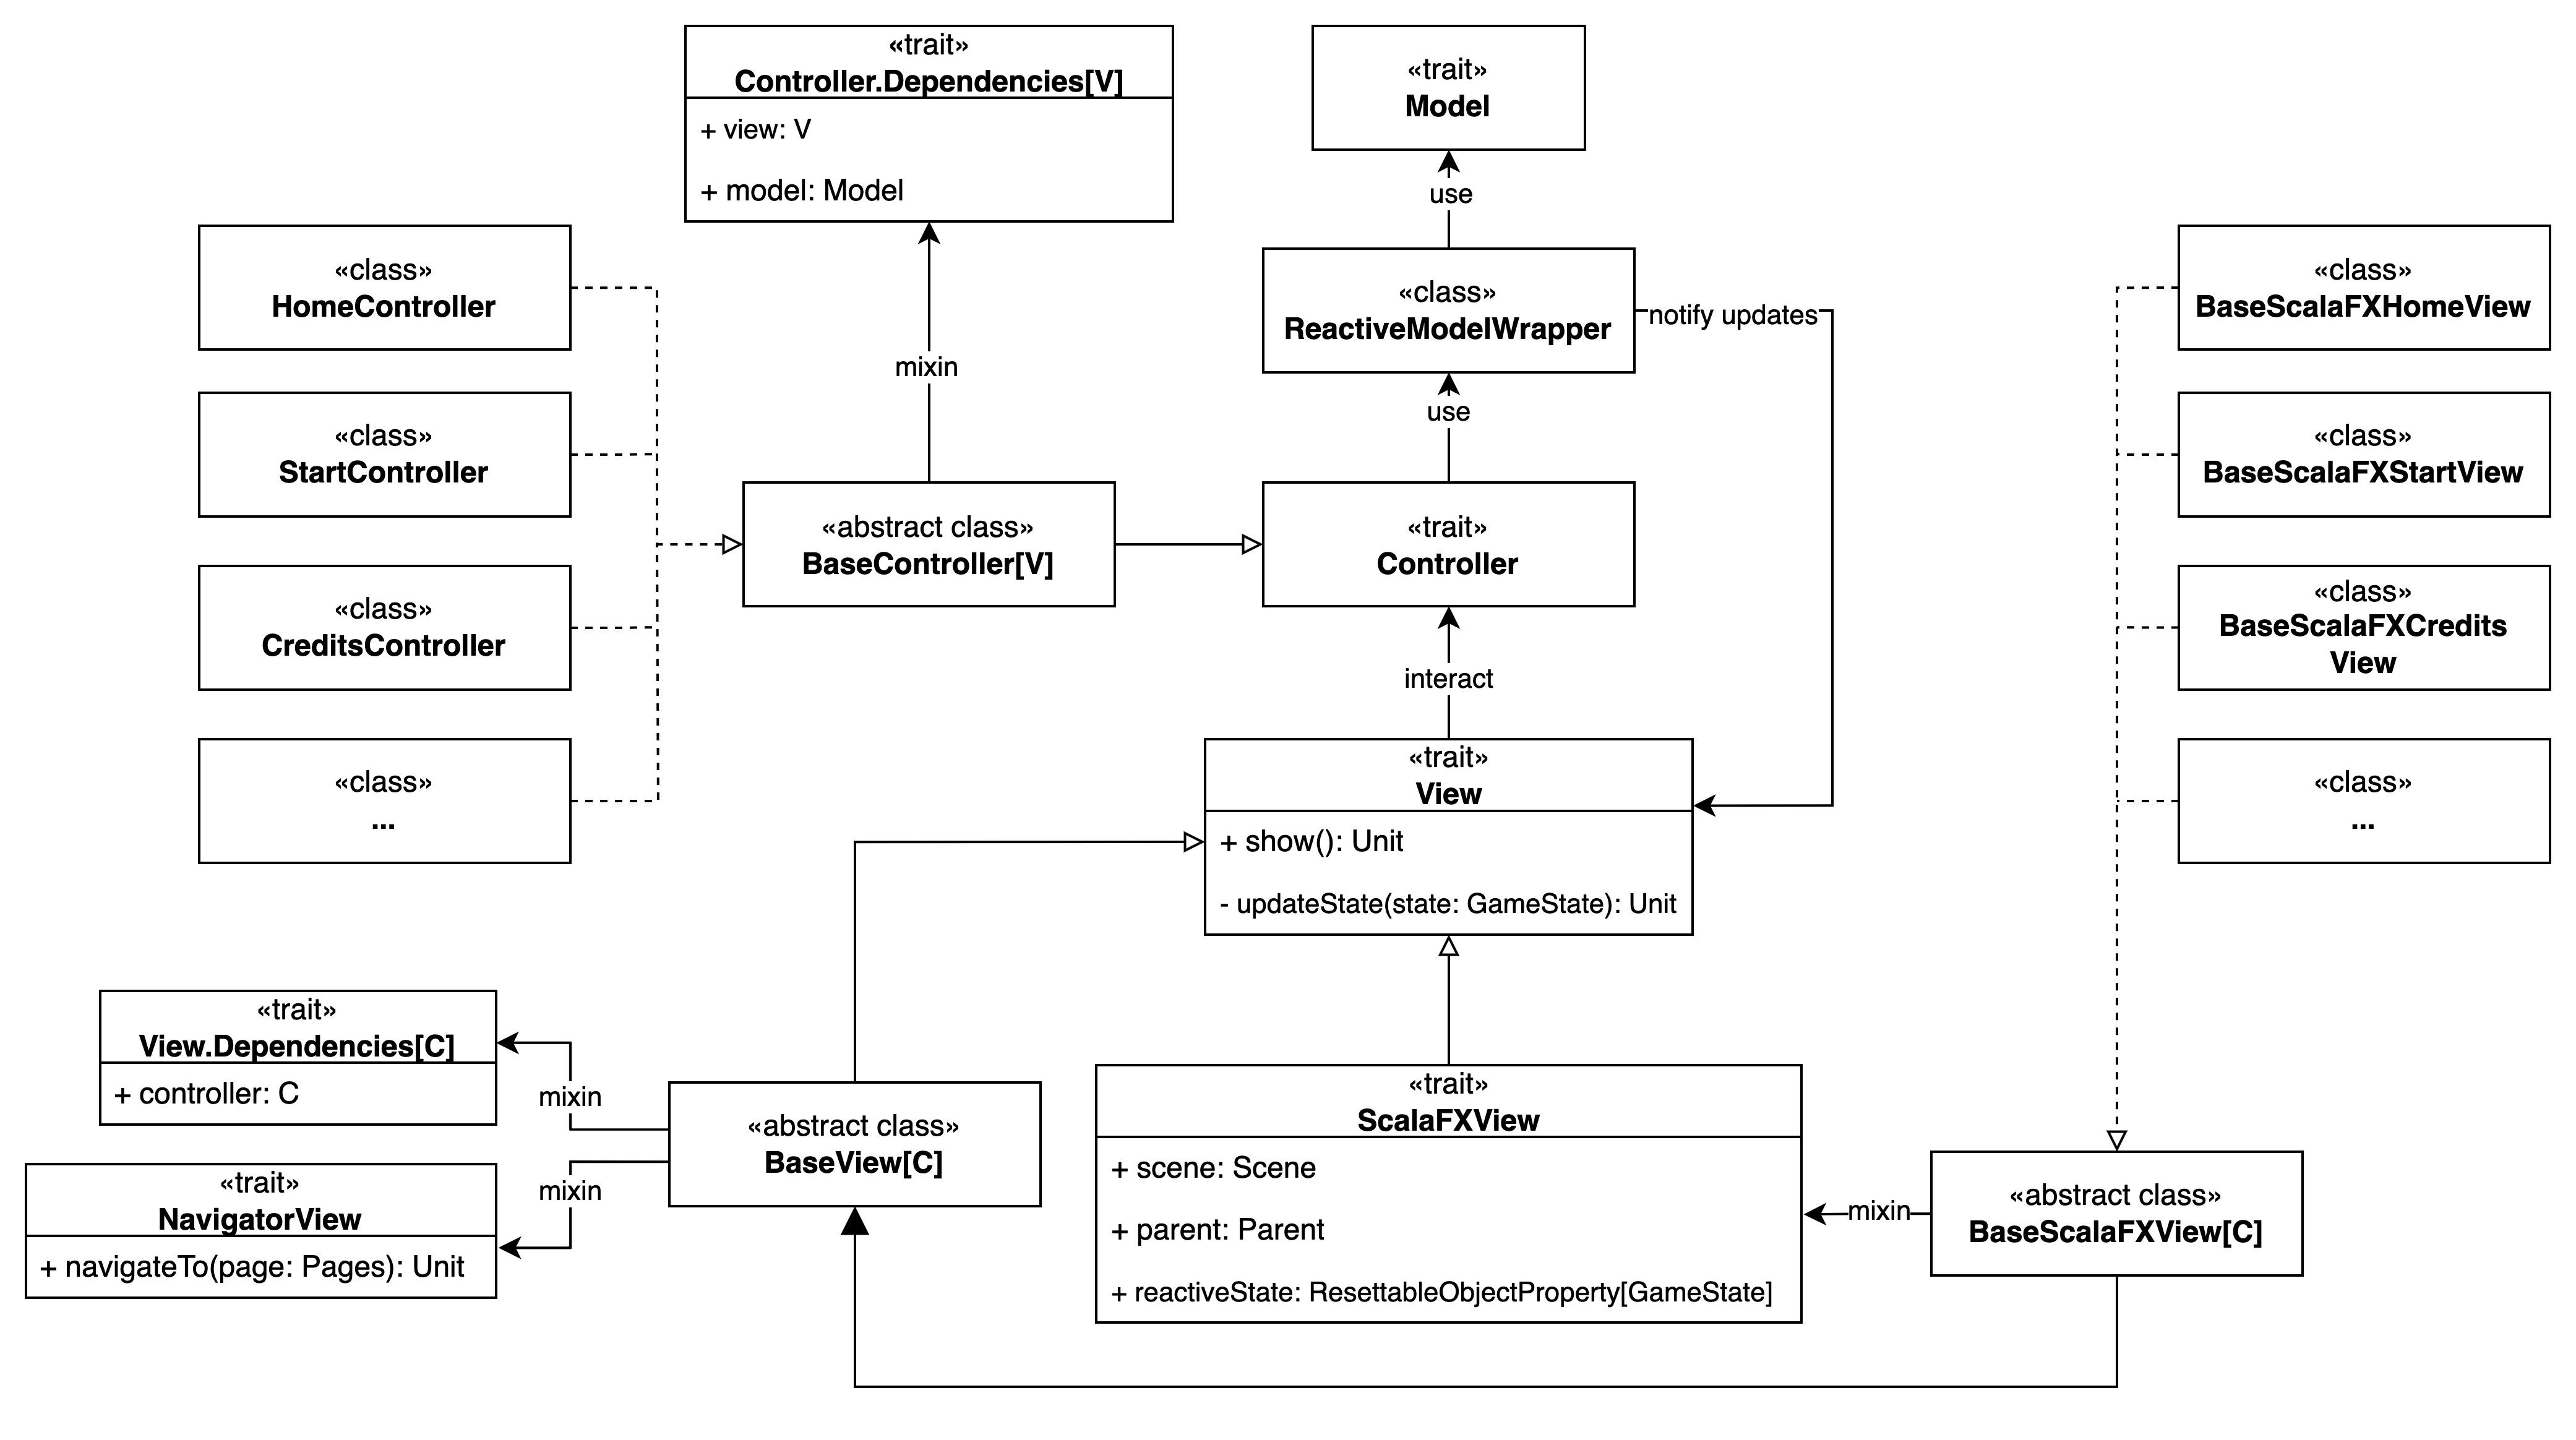 «trait»
Controller.Dependencies[V]
+ view: V
+ model: Model
«trait»
Model
use
«class»
HomeController
«class»
ReactiveModelWrapper
notify updates
«class»
BaseScalaFXHomeView
mixin
use
«class»
StartController
«class»
BaseScalaFXStartView
«abstract class»
BaseController[V]
«trait»
Controller
«class»
CreditsController
«class»
BaseScalaFXCredits
View
interact
«class»
...
«trait»
View
+ show(): Unit
- updateState(state: GameState): Unit
«class»
...
«trait»
View.Dependencies[C]
+ controller: C
mixin
«trait»
NavigatorView
+ navigateTo(page: Pages): Unit
mixin
«abstract class»
BaseView[C]
«trait»
ScalaFXView
+ scene: Scene
+ parent: Parent
+ reactiveState: ResettableObjectProperty[GameState]
mixin
«abstract class»
BaseScalaFXView[C]